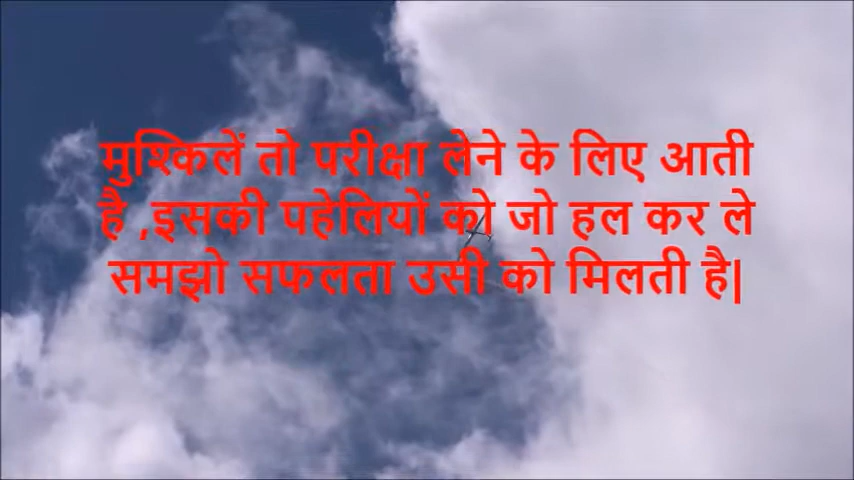 मुश्किलें तो परीक्षा लेने के लिए आती
है ,इसकी पहेलियों को जो हल कर ले
समझो सफलता उसी को मिलती है|